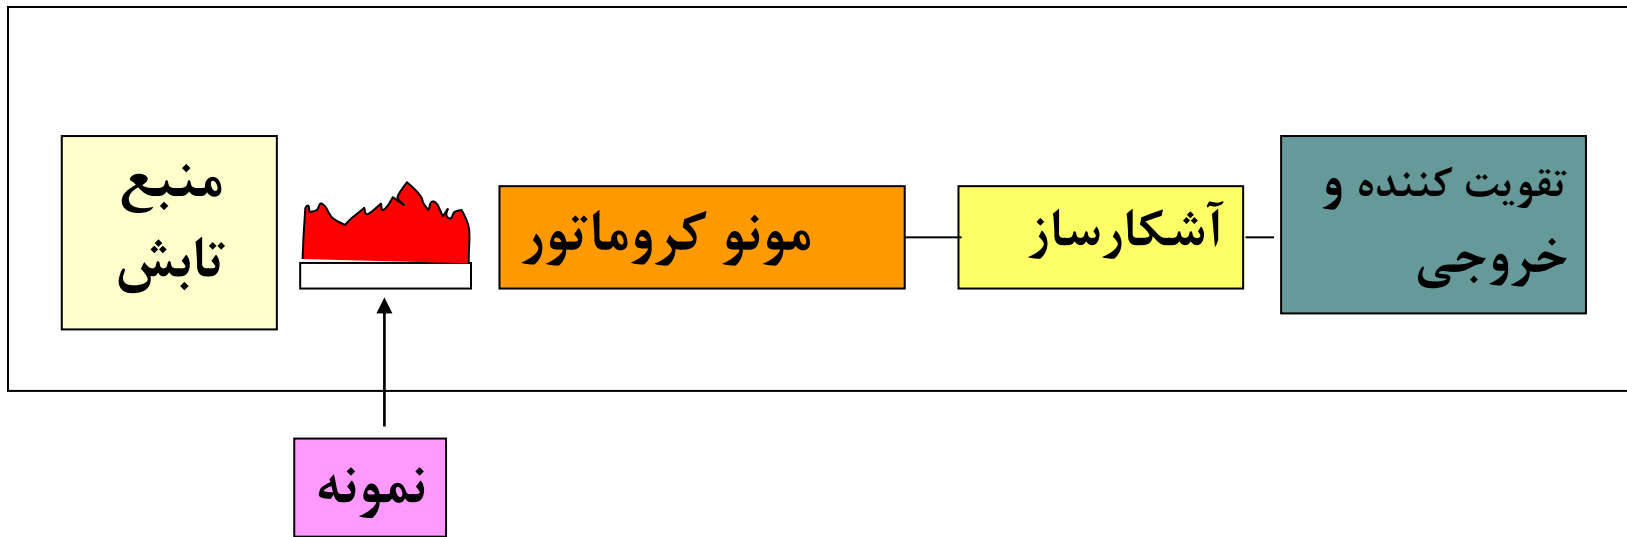 منبع
تابش
مونو کروماتور
آشکارساز
تقویت کننده و
خروجی
نمونه